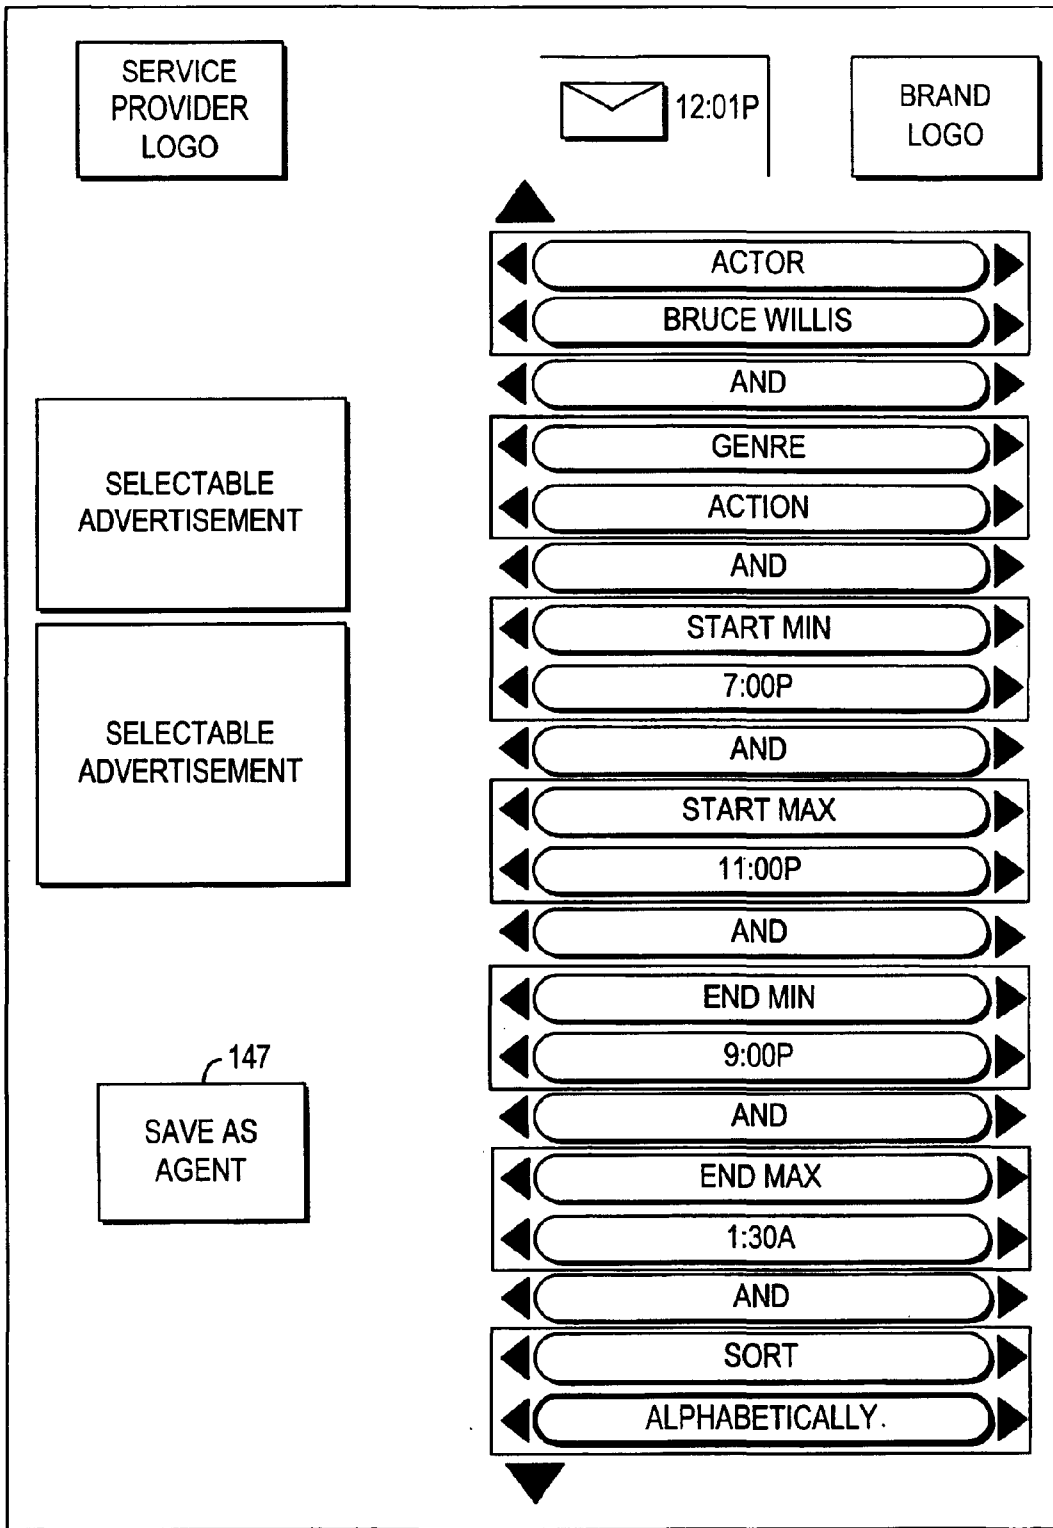 SERVICE
PROVIDER
LOGO
12:01P
BRAND
LOGO
ACTOR
BRUCE WILLIS
AND
GENRE
ACTION
AND
START MIN
7:00P
AND
START MAX
11:00P
AND
END MIN
9:00P
AND
END MAX
1:30A
AND
SORT
ALPHABETICALLY.
SELECTABLE
ADVERTISEMENT
SELECTABLE
ADVERTISEMENT
147
SAVE AS
AGENT